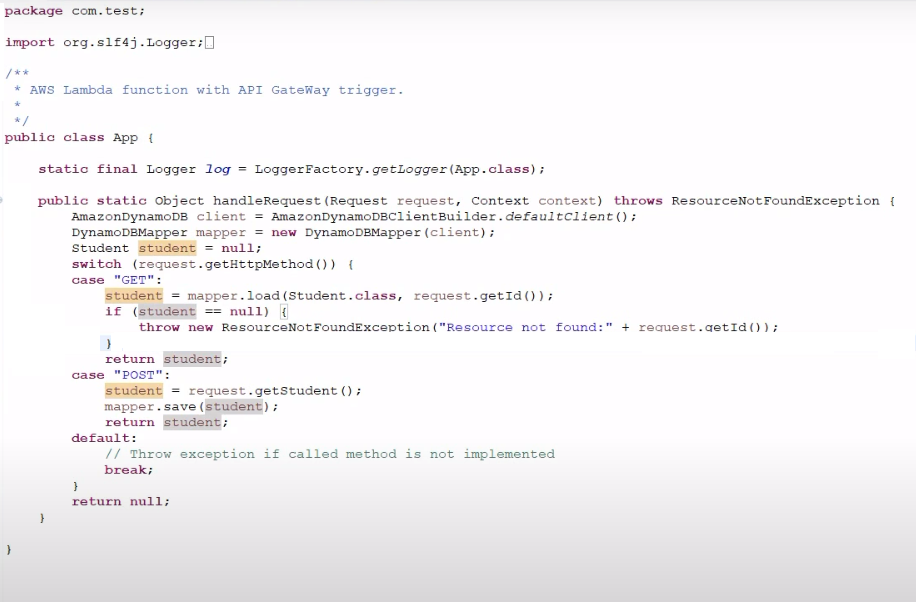 package com.test;
import org.slf4j.Logger;
/**
 * AWS Lambda function with API GateWay trigger.
 *
 */
public class App {
    static final Logger log = LoggerFactory.getLogger(App.class);
    public static Object handleRequest(Request request, Context context) throws ResourceNotFoundException {
        AmazonDynamoDB client = AmazonDynamoDBClientBuilder.defaultClient();
        DynamoDBMapper mapper = new DynamoDBMapper(client);
        Student student = null;
        switch (request.getHttpMethod()) {
        case "GET":
            student = mapper.load(Student.class, request.getId());
            if (student == null) {
                throw new ResourceNotFoundException("Resource not found:" + request.getId());
            }
            return student;
        case "POST":
            student = request.getStudent();
            mapper.save(student);
            return student;
        default:
            // Throw exception if called method is not implemented
            break;
        }
        return null;
    }
}